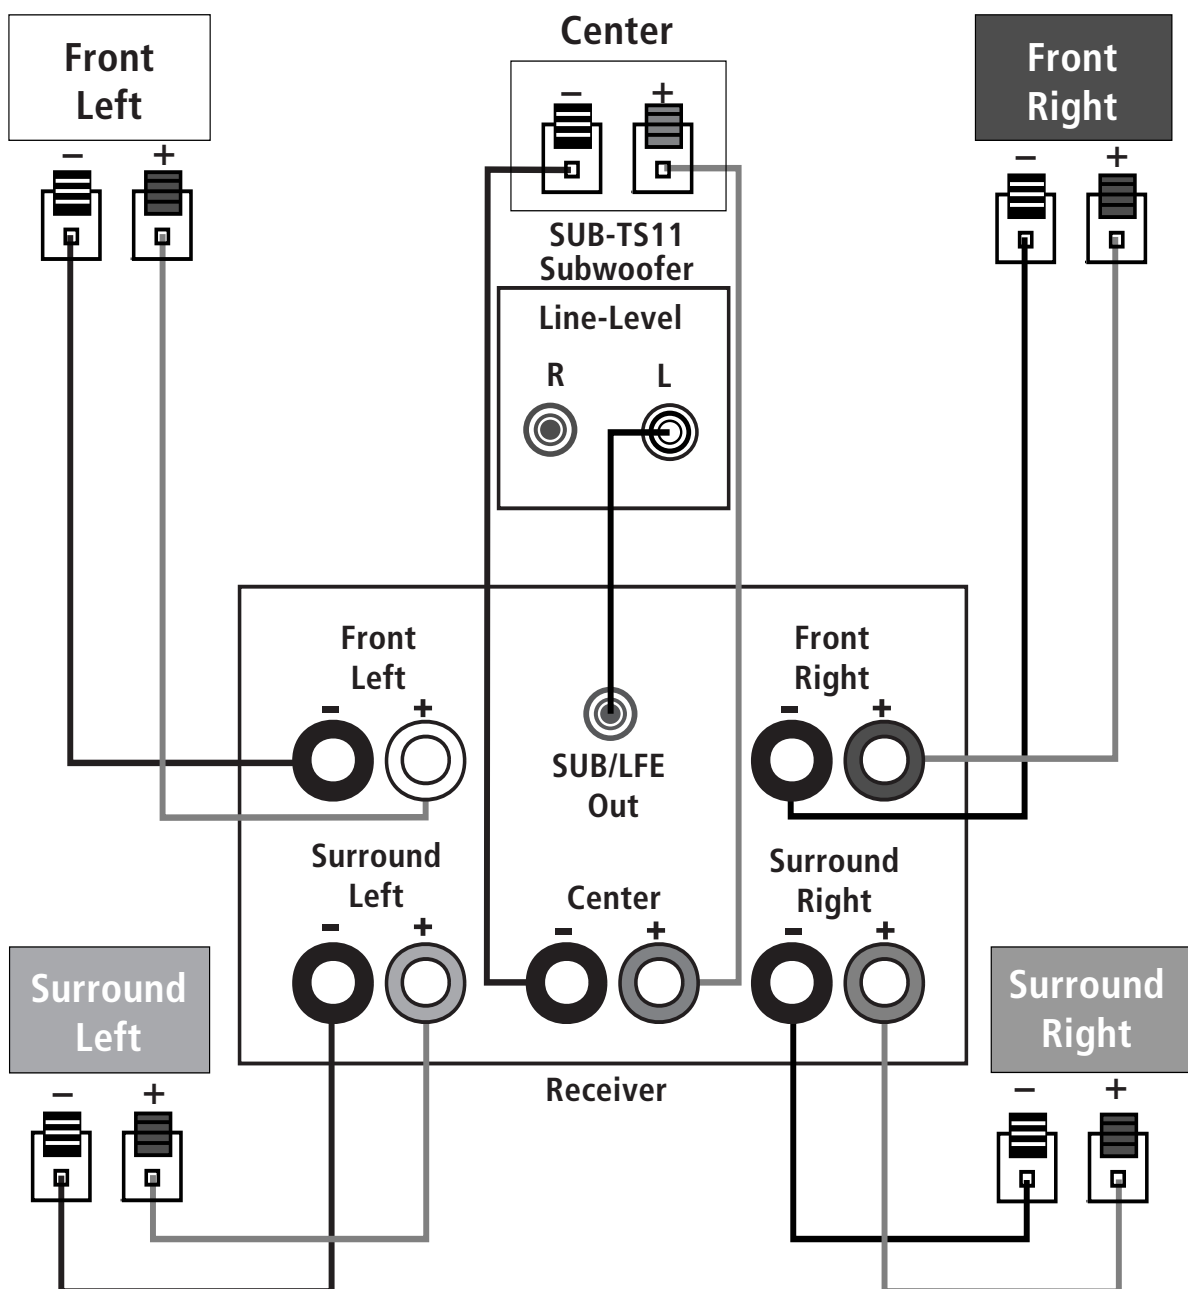 Center
Front
Left
Front
Right
– +
– +
– +
SUB-TS11
Subwoofer
Line-Level
R L
Front
Left
– +
Front
Right
– +
SUB/LFE
Out
Surround
Left
– +
Center
– +
Surround
Right
– +
Surround
Left
Surround
Right
Receiver
– +
– +